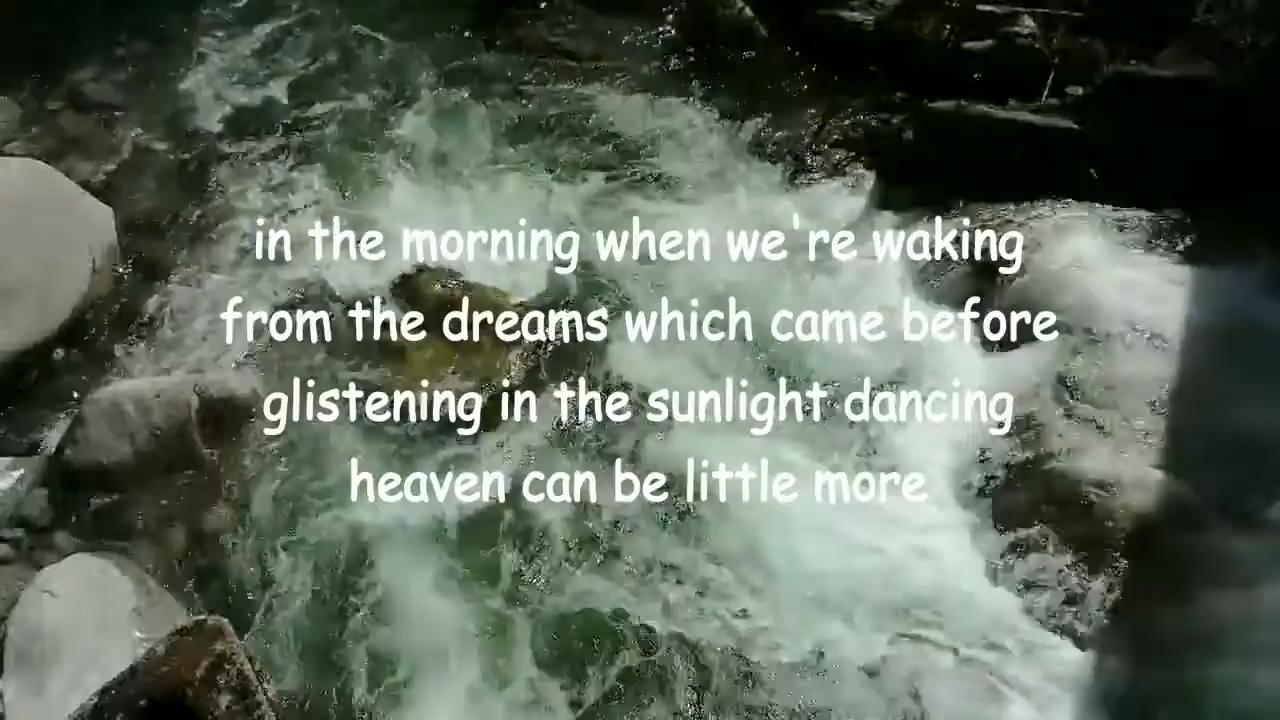 in the morning when we're waking
from the dreams which came before
glistening in the sunlight dancing
heaven can be little more